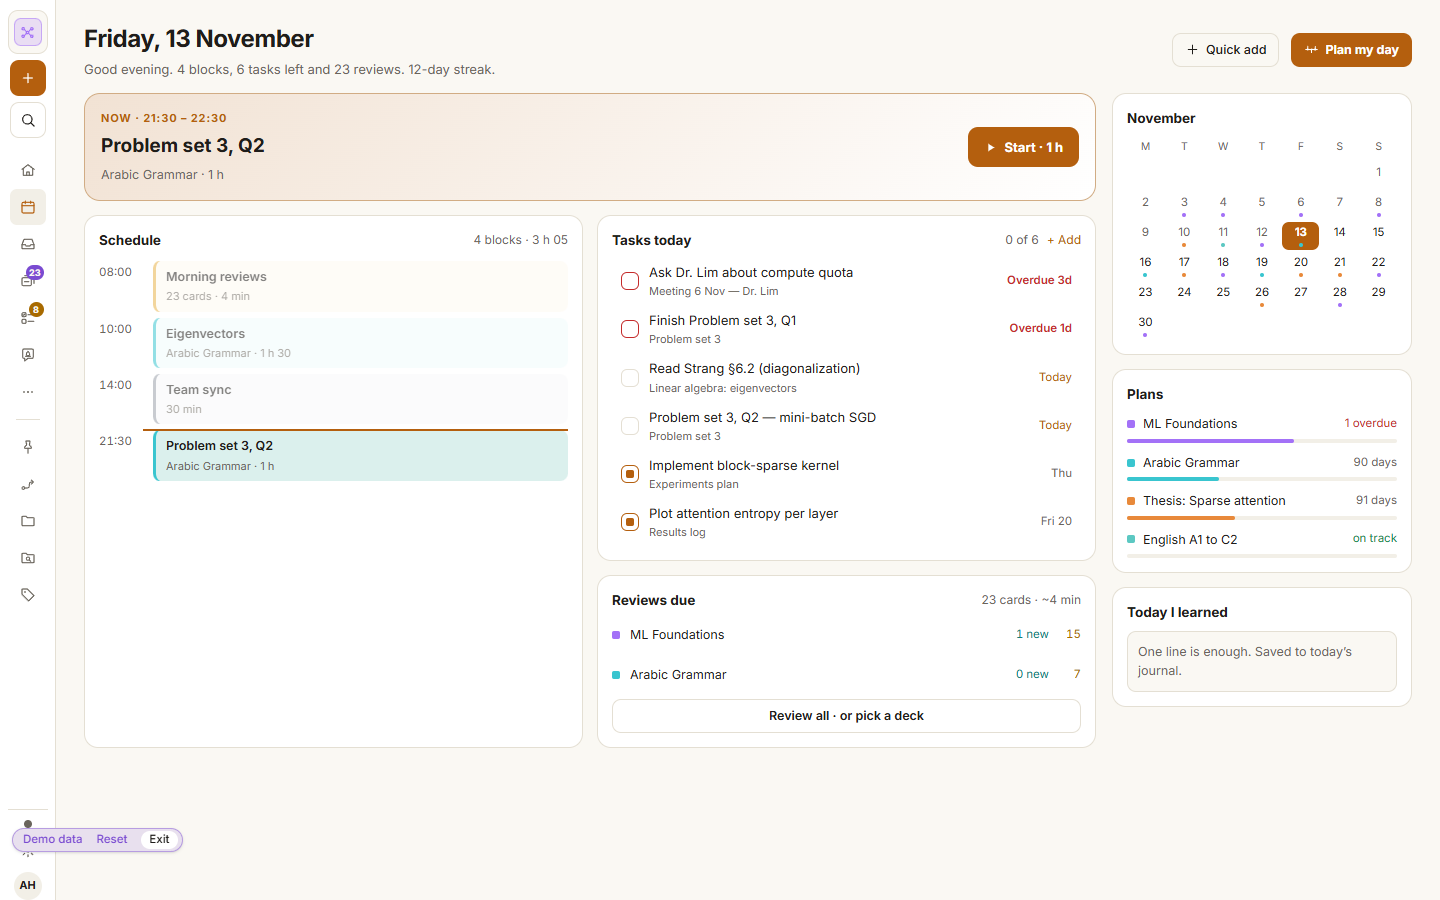 Friday, 13 November
Good evening. 4 blocks, 6 tasks left and 23 reviews. 12-day streak.
Quick add
Plan my day
NOW · 21:30 – 22:30
Problem set 3, Q2
Arabic Grammar · 1 h
Start · 1 h
23
8
Schedule
4 blocks · 3 h 05
08:00
Morning reviews
23 cards · 4 min
10:00
Eigenvectors
Arabic Grammar · 1 h 30
14:00
Team sync
30 min
21:30
Problem set 3, Q2
Arabic Grammar · 1 h
Tasks today
0 of 6 + Add
Ask Dr. Lim about compute quota
Meeting 6 Nov — Dr. Lim
Overdue 3d
Finish Problem set 3, Q1
Problem set 3
Overdue 1d
Read Strang §6.2 (diagonalization)
Linear algebra: eigenvectors
Today
Problem set 3, Q2 — mini-batch SGD
Problem set 3
Today
Implement block-sparse kernel
Experiments plan
Thu
Plot attention entropy per layer
Results log
Fri 20
Reviews due
23 cards · ~4 min
ML Foundations 1 new 15
Arabic Grammar 0 new 7
Review all · or pick a deck
November
M T W T F S S
1
2 3 4 5 6 7 8
9 10 11 12 13 14 15
16 17 18 19 20 21 22
23 24 25 26 27 28 29
30
Plans
ML Foundations 1 overdue
Arabic Grammar 90 days
Thesis: Sparse attention 91 days
English A1 to C2 on track
Today I learned
One line is enough. Saved to today's
journal.
Demo data Reset Exit
AH